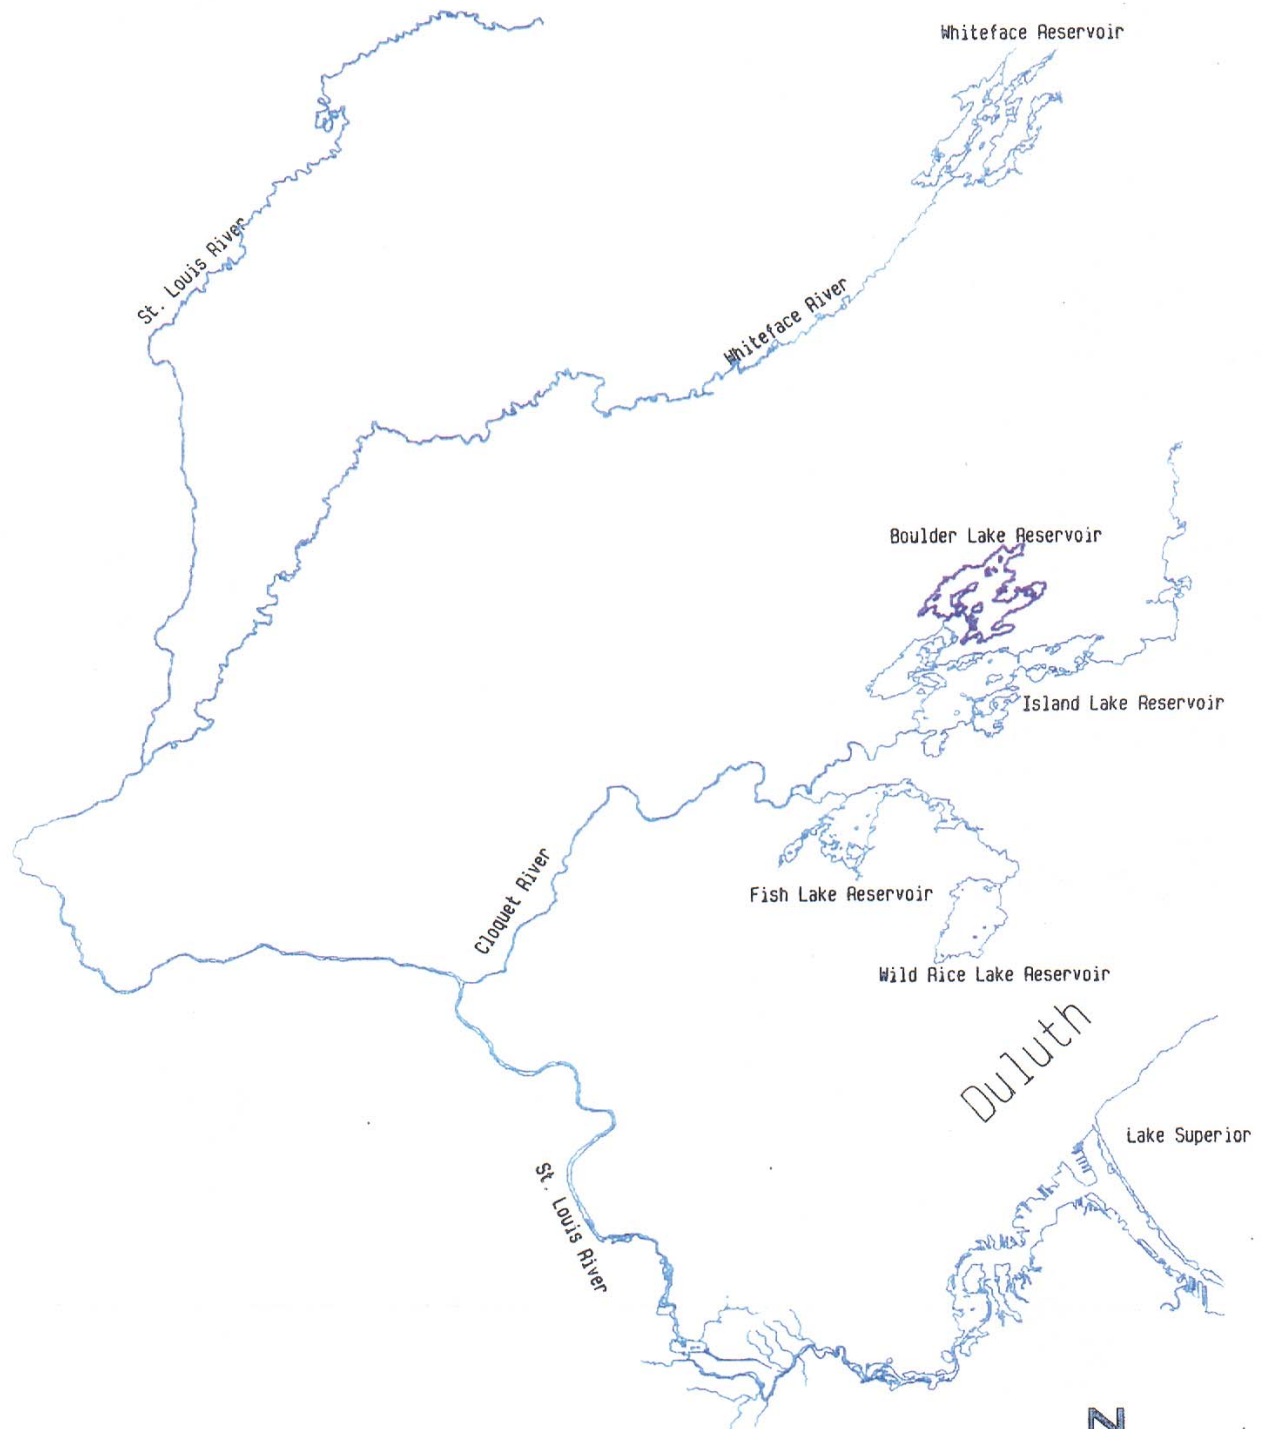 Whiteface Reservoir
St. Louis River
Whiteface River
Boulder Lake Reservoir
Island Lake Reservoir
Cloquet River
Fish Lake Reservoir
Wild Rice Lake Reservoir
Duluth
Lake Superior
St. Louis River
N